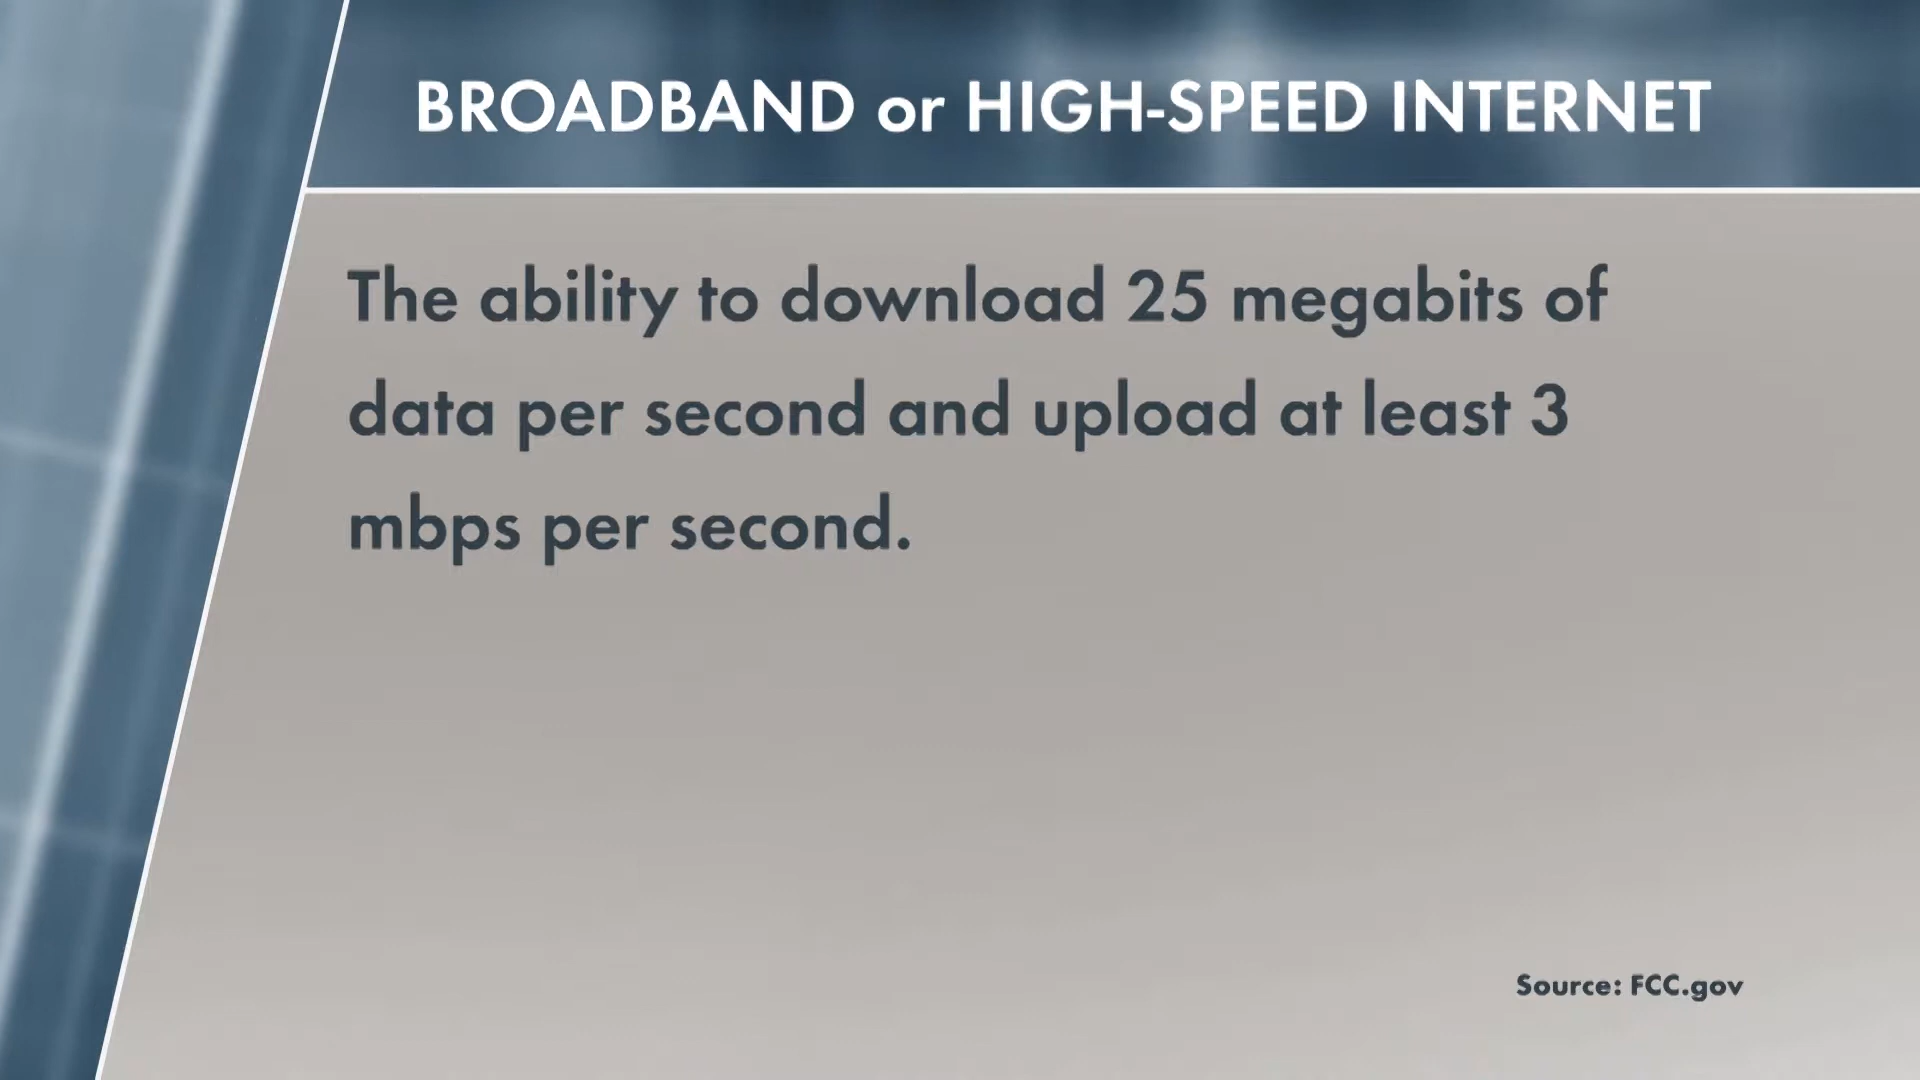 BROADBAND or HIGH-SPEED INTERNET
The ability to download 25 megabits of
data per second and upload at least 3
mbps per second.
Source: FCC.gov